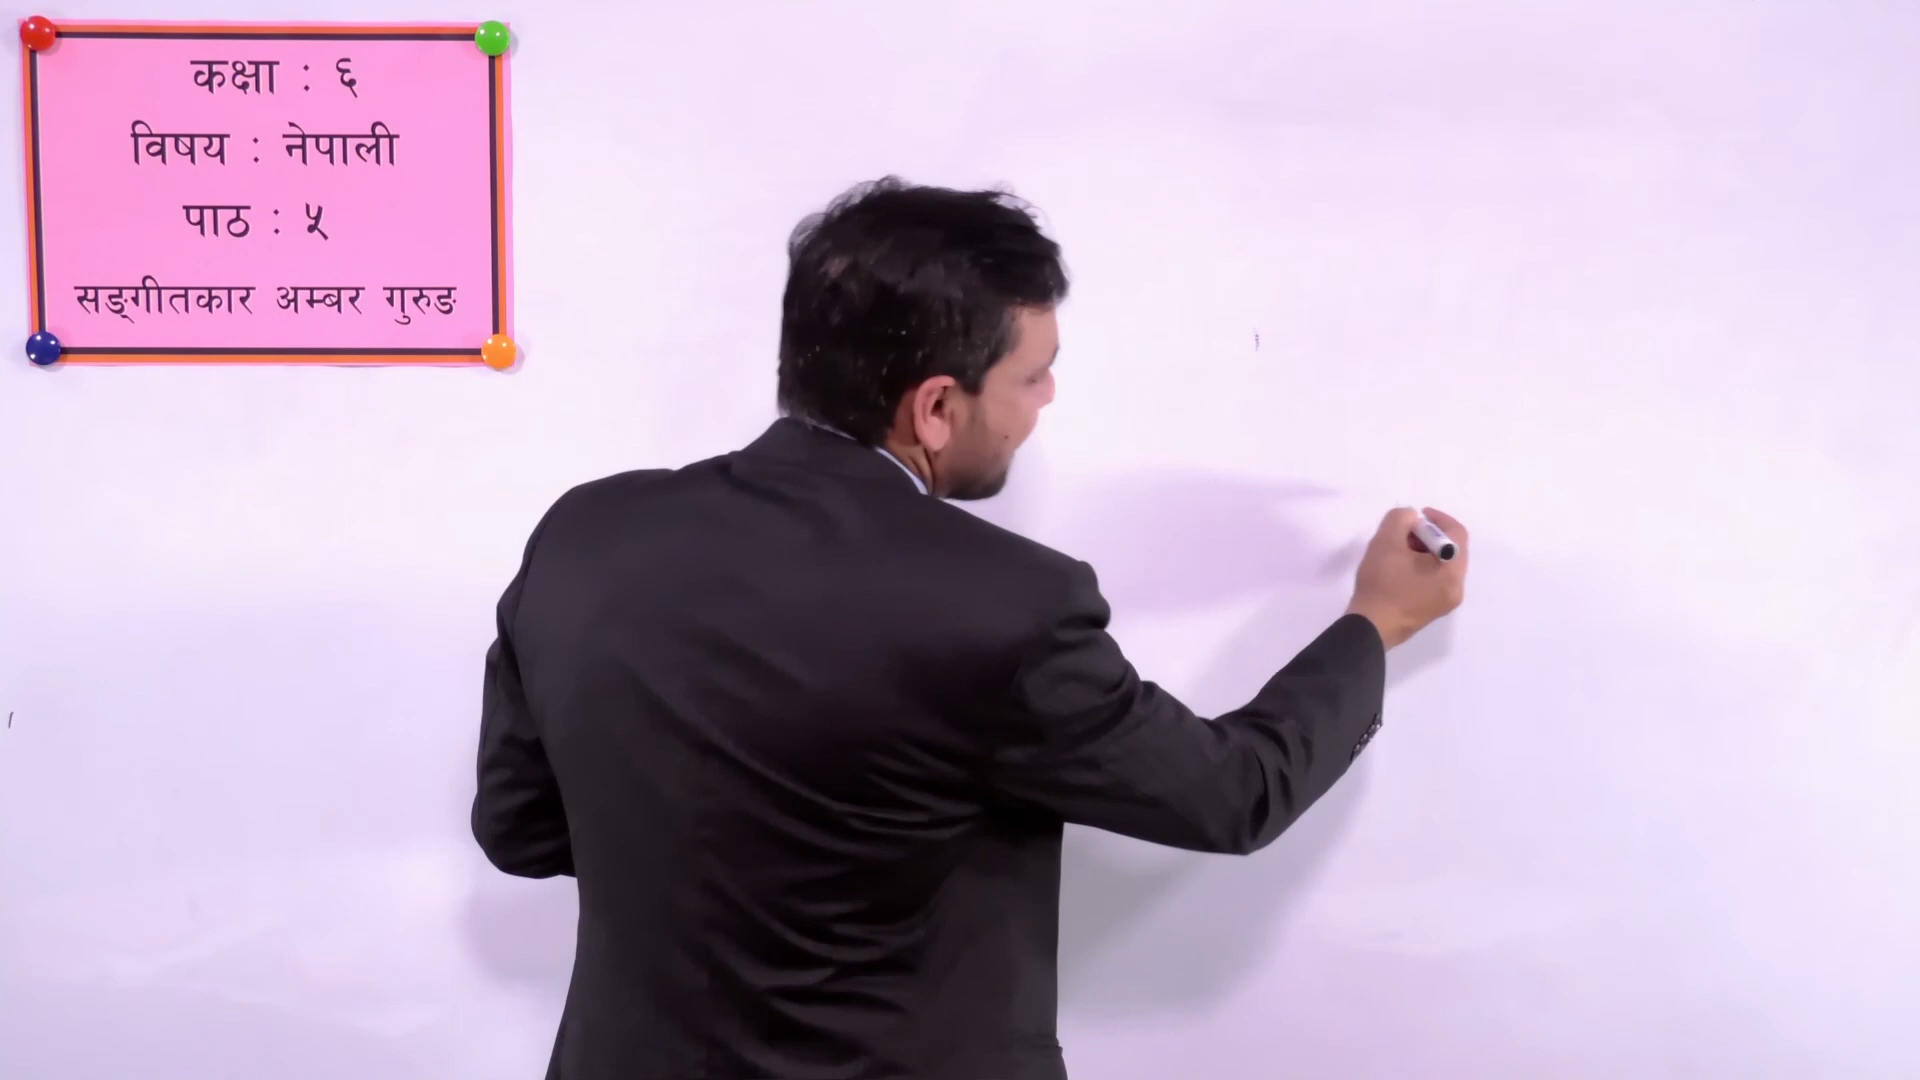 कक्षा : ६
विषय : नेपाली
पाठ : ५
सङ्गीतकार अम्बर गुरुङ